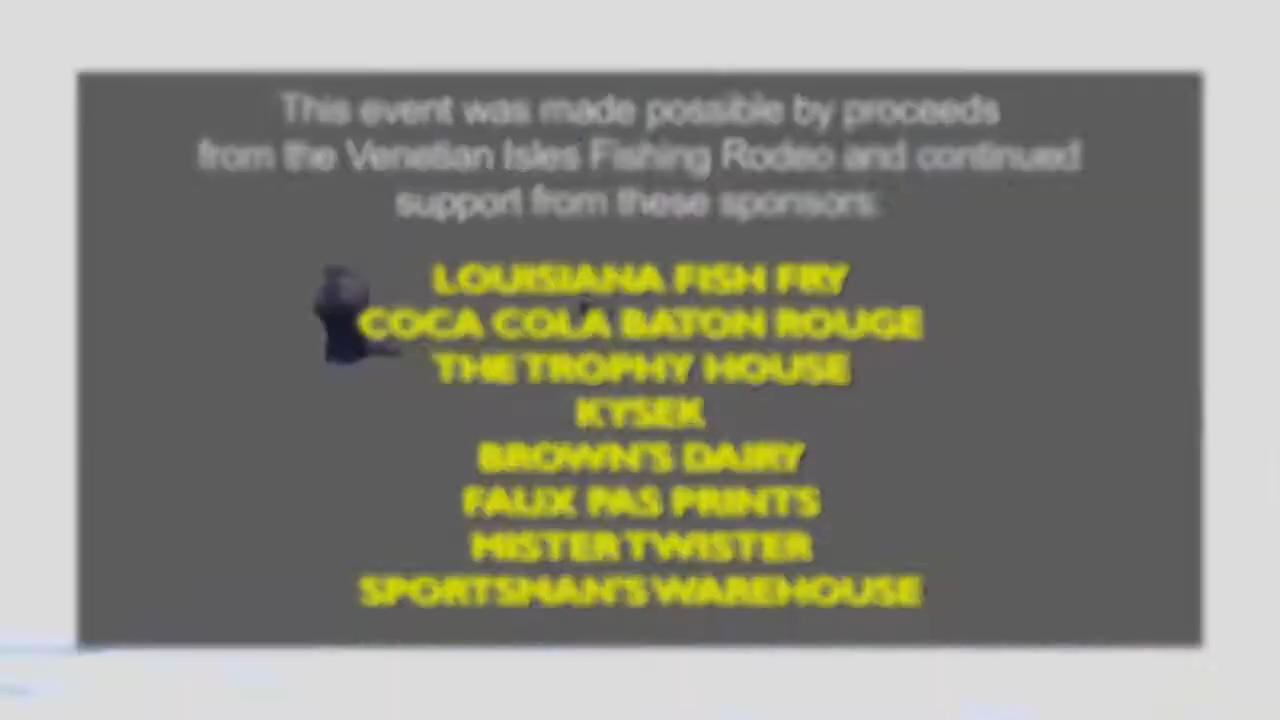 This event was made possible by proceeds
from the Venetian Isles Fishing Rodeo and continued
support from these sponsors:
LOUISIANA FISH FRY
COCA COLA BATON ROUGE
THE TROPHY HOUSE
KYSEK
BROWN'S DAIRY
FAUX PAS PRINTS
MISTER TWISTER
SPORTSMAN'S WAREHOUSE